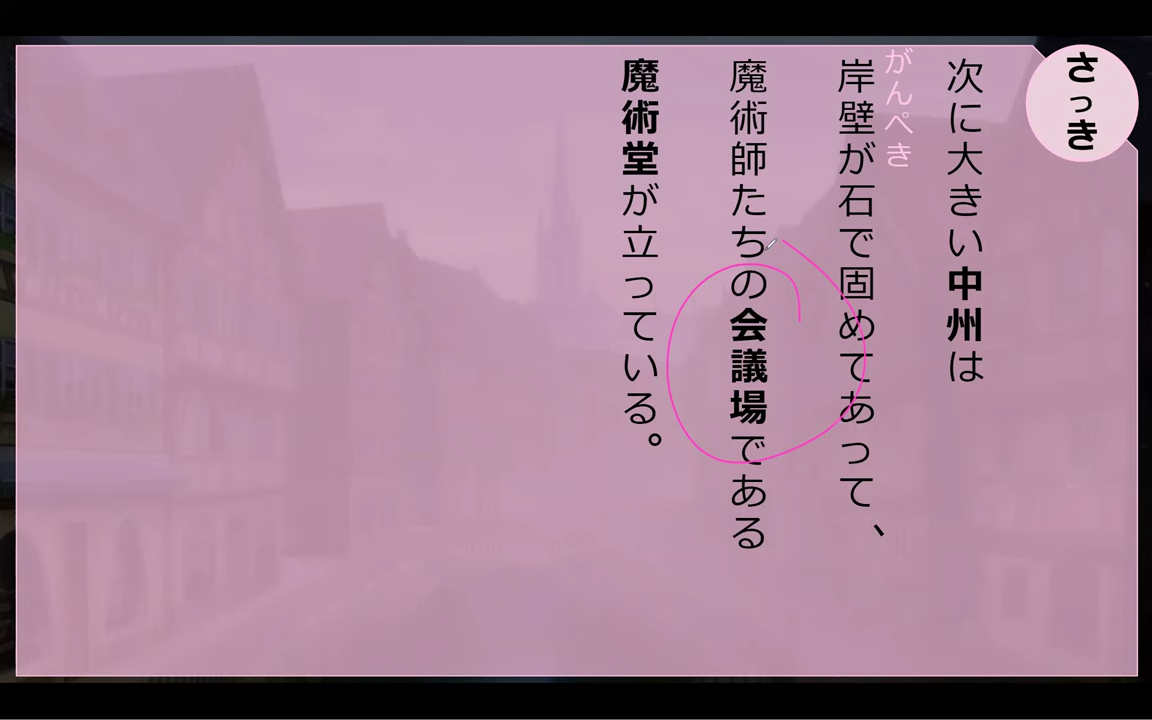 さっき
次に大きい中州は
がんぺき
岸壁が石で固めてあって、
魔術師たちの会議場である
魔術堂が立っている。